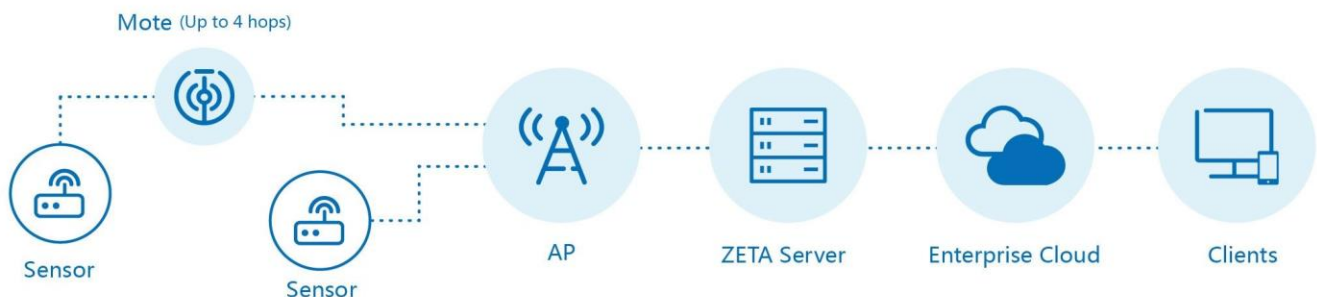 Mote (Up to 4 hops)
Sensor
Sensor
AP
ZETA Server
Enterprise Cloud
Clients